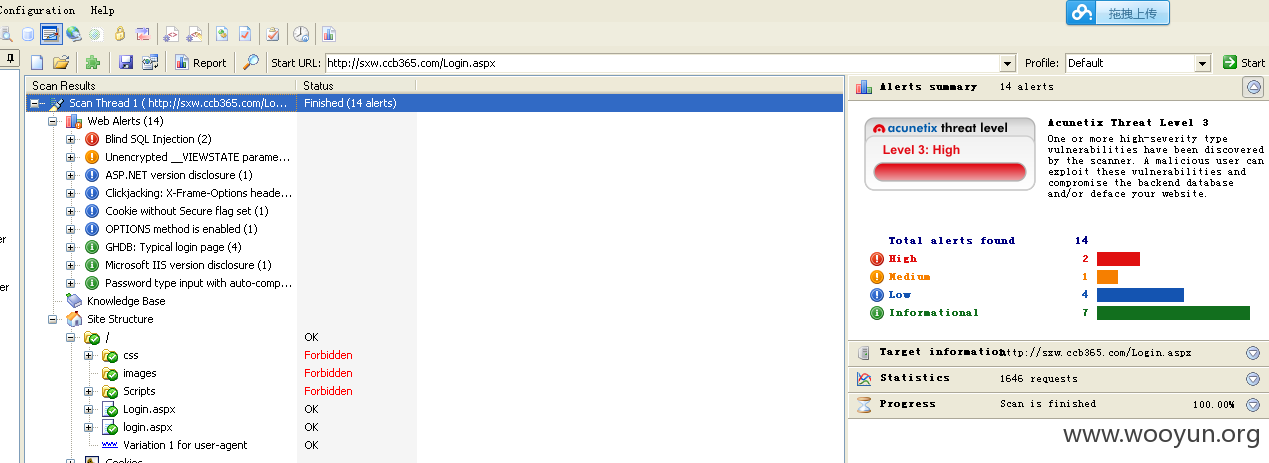 Configuration Help
拖拽上传
Report Start URL: http://sxw.ccb365.com/Login.aspx Profile: Default Start
Scan Results Status
Scan Thread 1 ( http://sxw.ccb365.com/Lo... Finished (14 alerts)
Web Alerts (14)
Blind SQL Injection (2)
Unencrypted __VIEWSTATE parame...
ASP.NET version disclosure (1)
Clickjacking: X-Frame-Options heade...
Cookie without Secure flag set (1)
OPTIONS method is enabled (1)
GHDB: Typical login page (4)
Microsoft IIS version disclosure (1)
Password type input with auto-comp...
Knowledge Base
Site Structure
/ OK
css Forbidden
images Forbidden
Scripts Forbidden
Login.aspx OK
login.aspx OK
Variation 1 for user-agent OK
Cookies
er
er
Alerts summary 14 alerts
acunetix threat level
Level 3: High
Acunetix Threat Level 3
One or more high-severity type
vulnerabilities have been discovered
by the scanner. A malicious user can
exploit these vulnerabilities and
compromise the backend database
and/or deface your website.
Total alerts found 14
High 2
Medium 1
Low 4
Informational 7
Target information http://sxw.ccb365.com/Login.aspx
Statistics 1646 requests
Progress Scan is finished 100.00%
www.wooyun.org